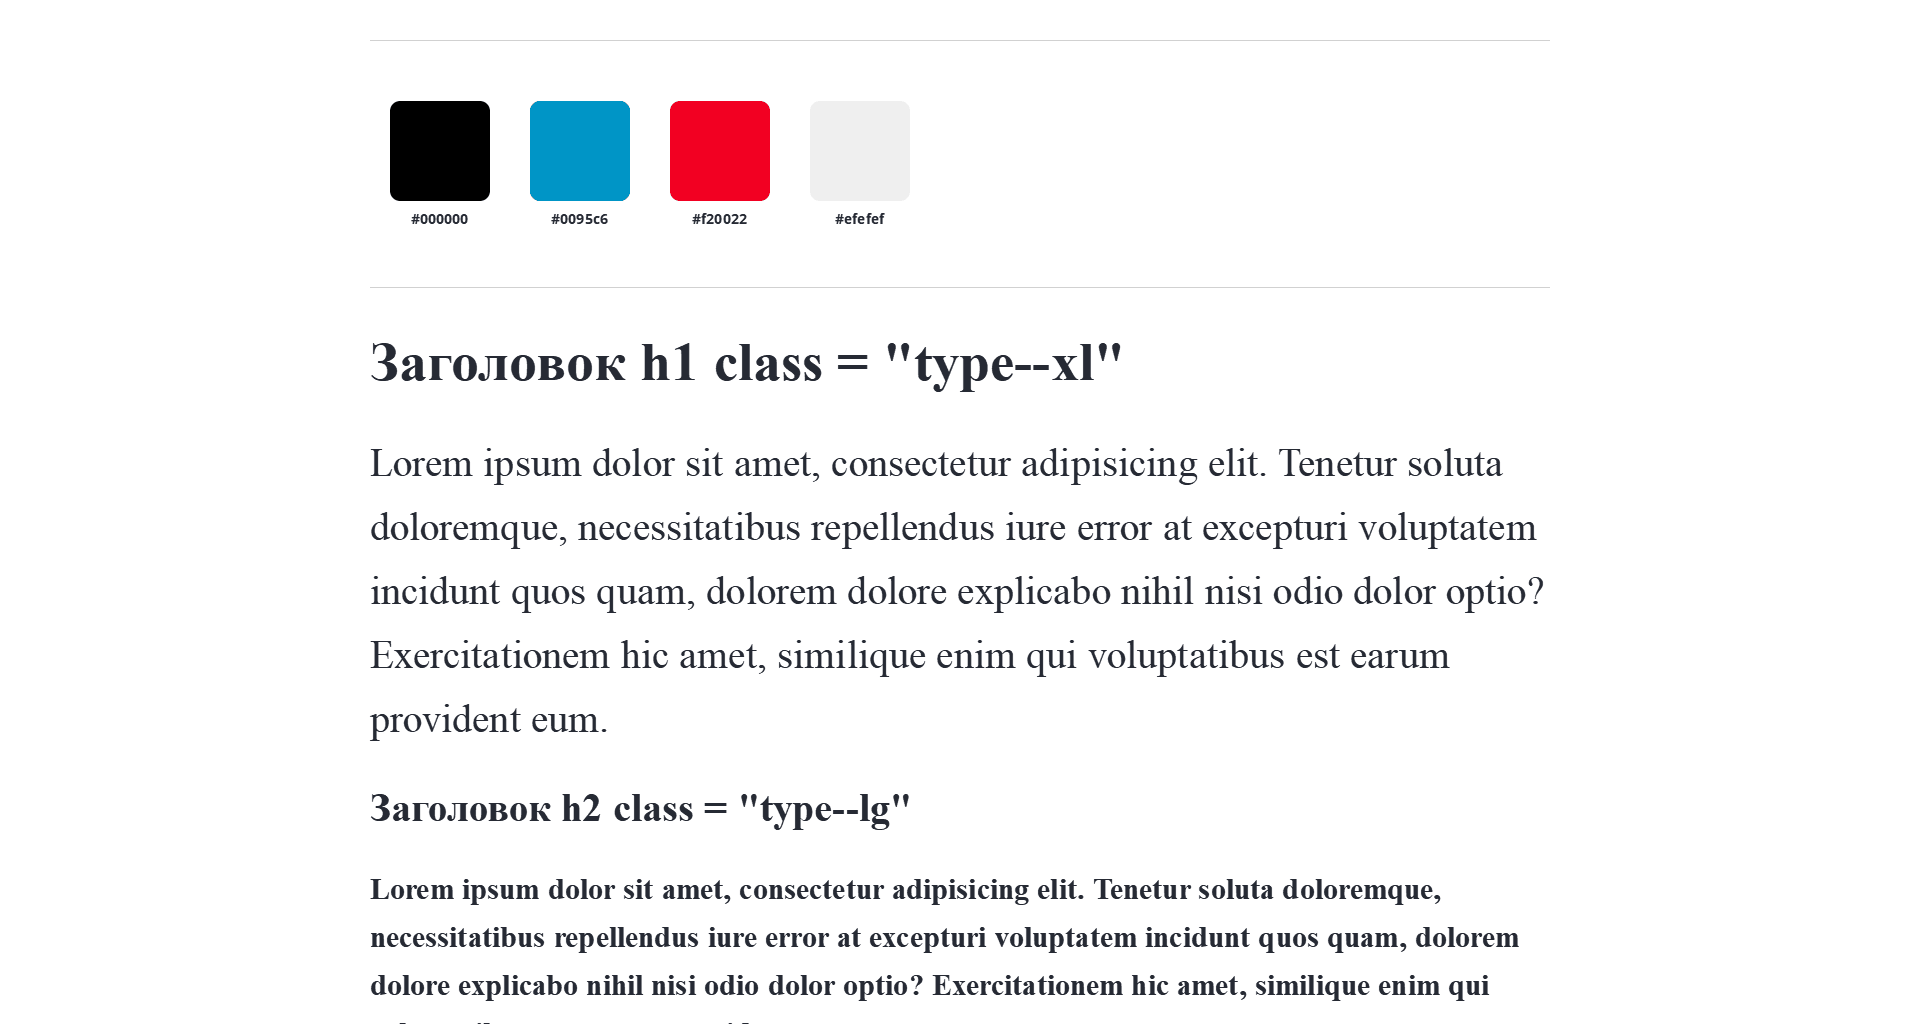 #000000
#0095c6
#f20022
#efefef
Заголовок h1 class = "type--xl"
Lorem ipsum dolor sit amet, consectetur adipisicing elit. Tenetur soluta
doloremque, necessitatibus repellendus iure error at excepturi voluptatem
incidunt quos quam, dolorem dolore explicabo nihil nisi odio dolor optio?
Exercitationem hic amet, similique enim qui voluptatibus est earum
provident eum.
Заголовок h2 class = "type--lg"
Lorem ipsum dolor sit amet, consectetur adipisicing elit. Tenetur soluta doloremque,
necessitatibus repellendus iure error at excepturi voluptatem incidunt quos quam, dolorem
dolore explicabo nihil nisi odio dolor optio? Exercitationem hic amet, similique enim qui